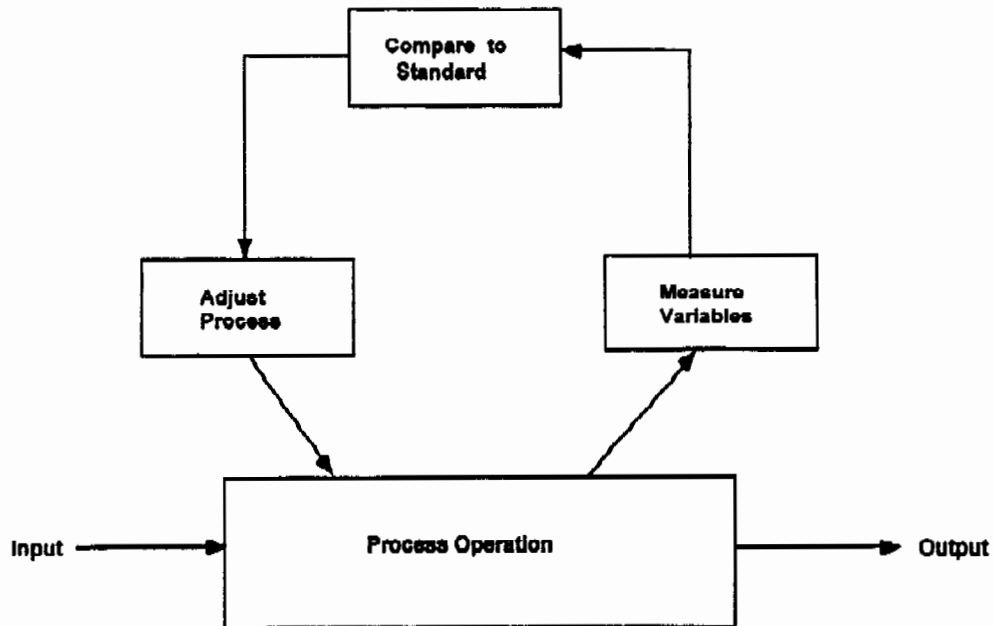 Compare to
Standard
Adjust
Process
Measure
Variables
Input
Process Operation
Output